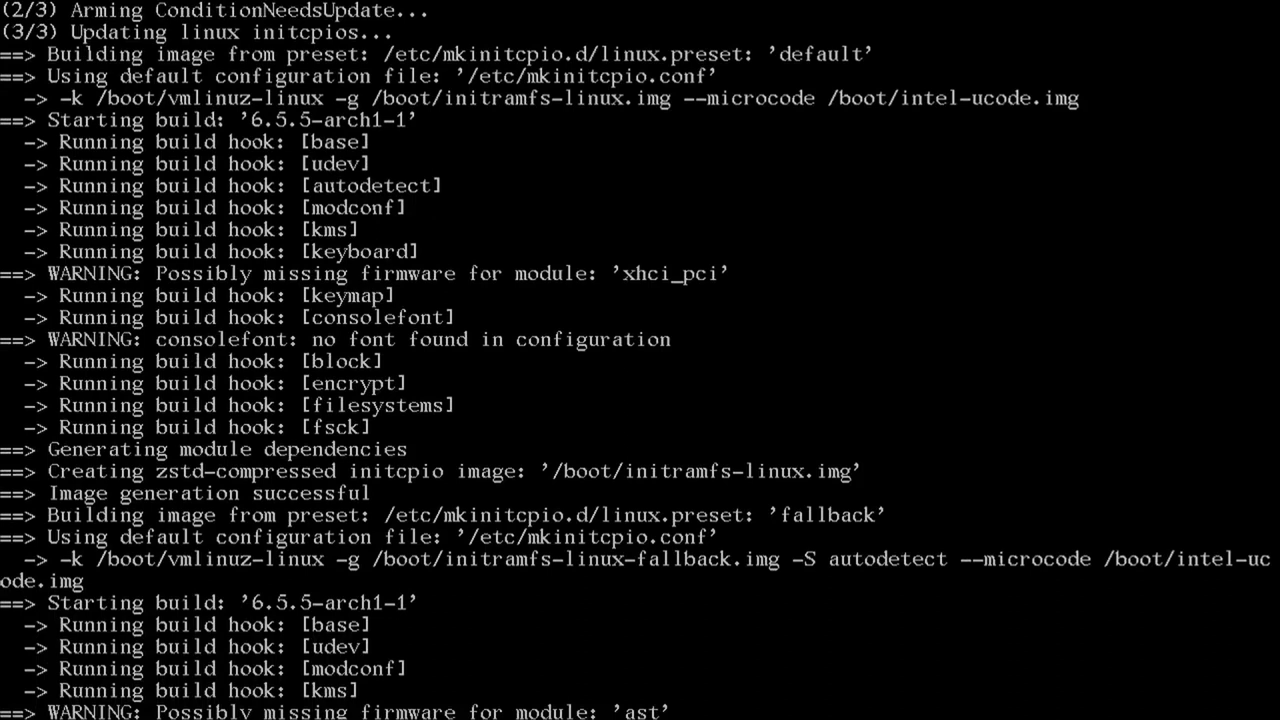 (2/3) Arming ConditionNeedsUpdate...
(3/3) Updating linux initcpios...
==> Building image from preset: /etc/mkinitcpio.d/linux.preset: 'default'
==> Using default configuration file: '/etc/mkinitcpio.conf'
  -> -k /boot/vmlinuz-linux -g /boot/initramfs-linux.img --microcode /boot/intel-ucode.img
==> Starting build: '6.5.5-arch1-1'
  -> Running build hook: [base]
  -> Running build hook: [udev]
  -> Running build hook: [autodetect]
  -> Running build hook: [modconf]
  -> Running build hook: [kms]
  -> Running build hook: [keyboard]
==> WARNING: Possibly missing firmware for module: 'xhci_pci'
  -> Running build hook: [keymap]
  -> Running build hook: [consolefont]
==> WARNING: consolefont: no font found in configuration
  -> Running build hook: [block]
  -> Running build hook: [encrypt]
  -> Running build hook: [filesystems]
  -> Running build hook: [fsck]
==> Generating module dependencies
==> Creating zstd-compressed initcpio image: '/boot/initramfs-linux.img'
==> Image generation successful
==> Building image from preset: /etc/mkinitcpio.d/linux.preset: 'fallback'
==> Using default configuration file: '/etc/mkinitcpio.conf'
  -> -k /boot/vmlinuz-linux -g /boot/initramfs-linux-fallback.img -S autodetect --microcode /boot/intel-uc
ode.img
==> Starting build: '6.5.5-arch1-1'
  -> Running build hook: [base]
  -> Running build hook: [udev]
  -> Running build hook: [modconf]
  -> Running build hook: [kms]
==> WARNING: Possibly missing firmware for module: 'ast'